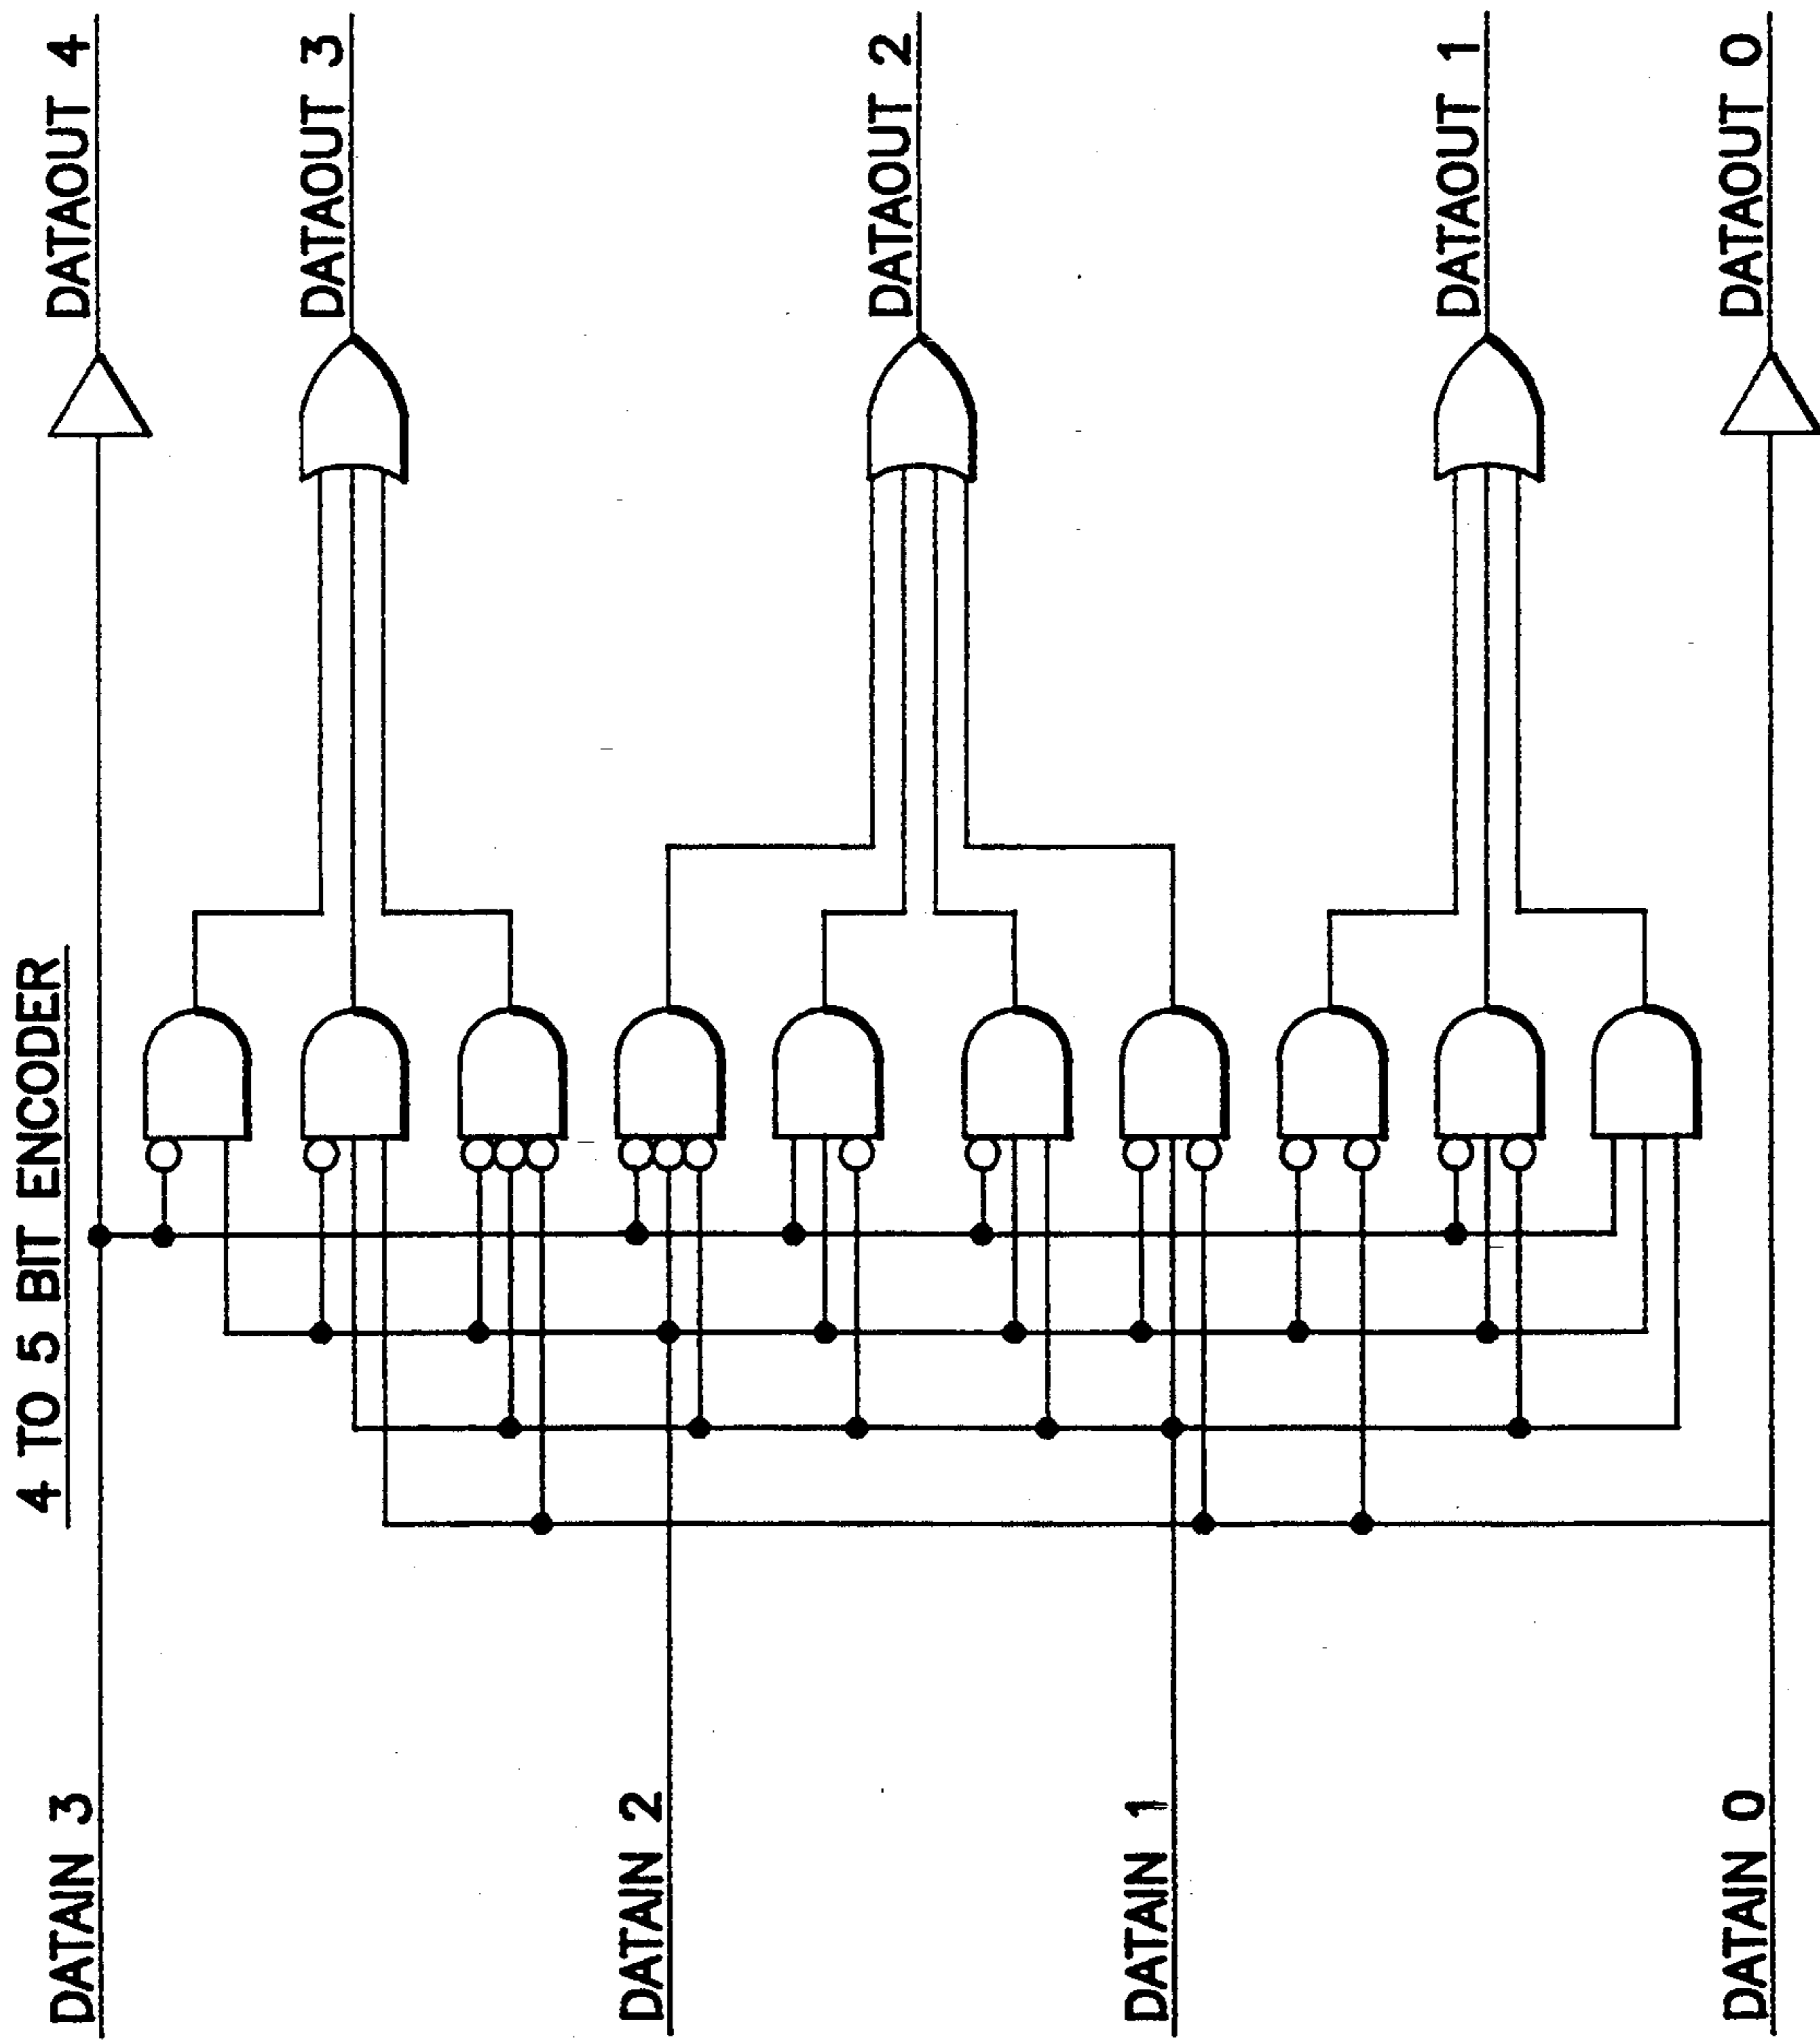 4 TO 5 BIT ENCODER
DATAIN 3
DATAOUT 4
DATAOUT 3
DATAIN 2
DATAOUT 2
DATAIN 1
DATAOUT 1
DATAIN 0
DATAOUT 0